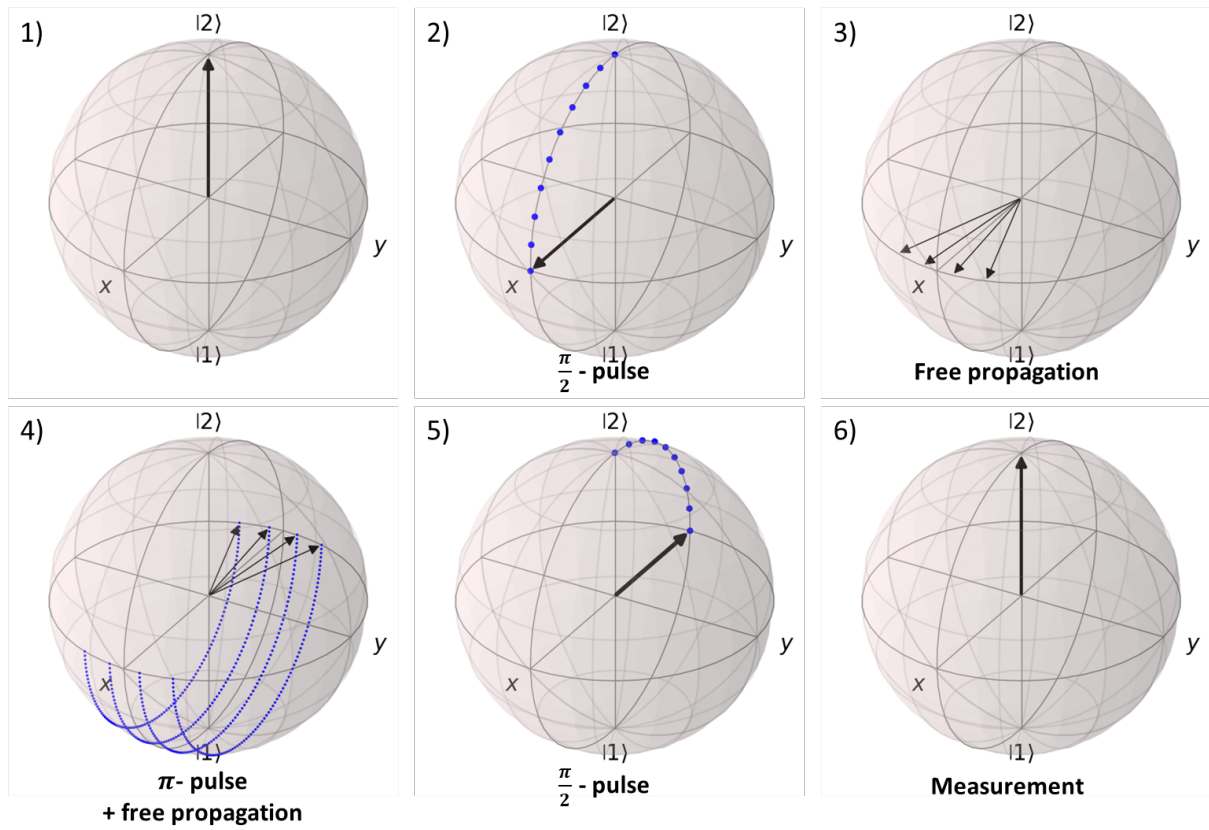 1)
|2⟩
x
y
|1⟩
2)
|2⟩
x
y
|1⟩
π/2 - pulse
3)
|2⟩
x
y
|1⟩
Free propagation
4)
|2⟩
x
y
|1⟩
π- pulse
+ free propagation
5)
|2⟩
x
y
|1⟩
π/2 - pulse
6)
|2⟩
x
y
|1⟩
Measurement